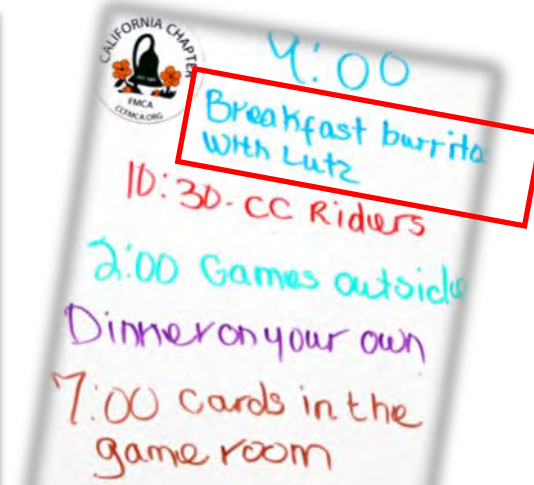 CALIFORNIA CHAPTER
FMCA
CCFMCA.ORG
9:00
Breakfast burrito
With Lutz
10:30-CC Riders
2:00 Games outside
Dinner on your own
7:00 cards in the
game room